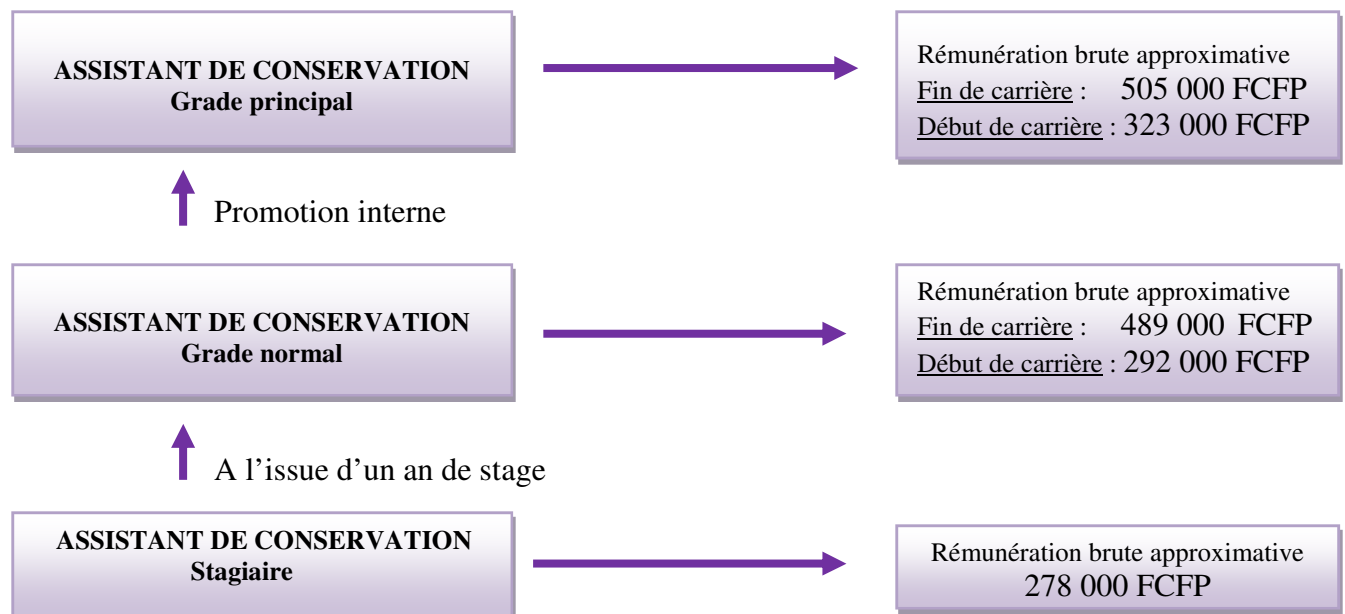 ASSISTANT DE CONSERVATION
Grade principal
Rémunération brute approximative
Fin de carrière : 505 000 FCFP
Début de carrière : 323 000 FCFP
Promotion interne
ASSISTANT DE CONSERVATION
Grade normal
Rémunération brute approximative
Fin de carrière : 489 000 FCFP
Début de carrière : 292 000 FCFP
A l’issue d’un an de stage
ASSISTANT DE CONSERVATION
Stagiaire
Rémunération brute approximative
278 000 FCFP